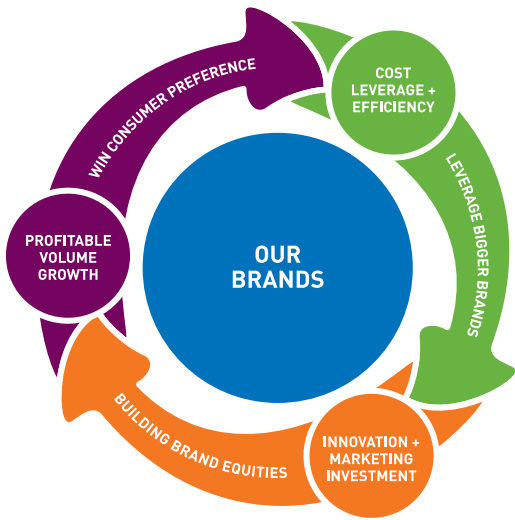 WIN CONSUMER PREFERENCE
COST
LEVERAGE +
EFFICIENCY
LEVERAGE BIGGER BRANDS
PROFITABLE
VOLUME
GROWTH
OUR
BRANDS
BUILDING BRAND EQUITIES
INNOVATION +
MARKETING
INVESTMENT